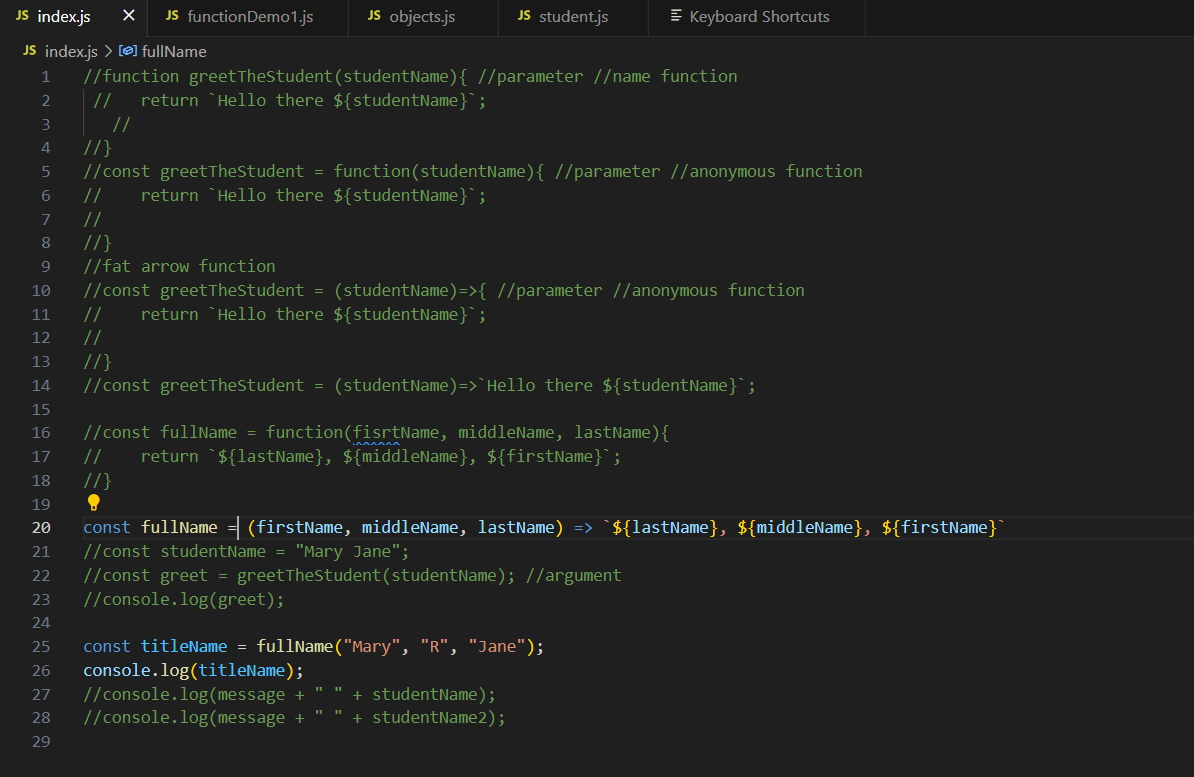 JS index.js × JS functionDemo1.js JS objects.js JS student.js Keyboard Shortcuts
JS index.js > fullName
1 //function greetTheStudent(studentName){ //parameter //name function
2 //   return `Hello there ${studentName}`;
3 //
4 //}
5 //const greetTheStudent = function(studentName){ //parameter //anonymous function
6 //    return `Hello there ${studentName}`;
7 //
8 //}
9 //fat arrow function
10 //const greetTheStudent = (studentName)=>{ //parameter //anonymous function
11 //    return `Hello there ${studentName}`;
12 //
13 //}
14 //const greetTheStudent = (studentName)=>`Hello there ${studentName}`;
15
16 //const fullName = function(fisrtName, middleName, lastName){
17 //    return `${lastName}, ${middleName}, ${firstName}`;
18 //}
19
20 const fullName = (firstName, middleName, lastName) => `${lastName}, ${middleName}, ${firstName}`
21 //const studentName = "Mary Jane";
22 //const greet = greetTheStudent(studentName); //argument
23 //console.log(greet);
24
25 const titleName = fullName("Mary", "R", "Jane");
26 console.log(titleName);
27 //console.log(message + " " + studentName);
28 //console.log(message + " " + studentName2);
29